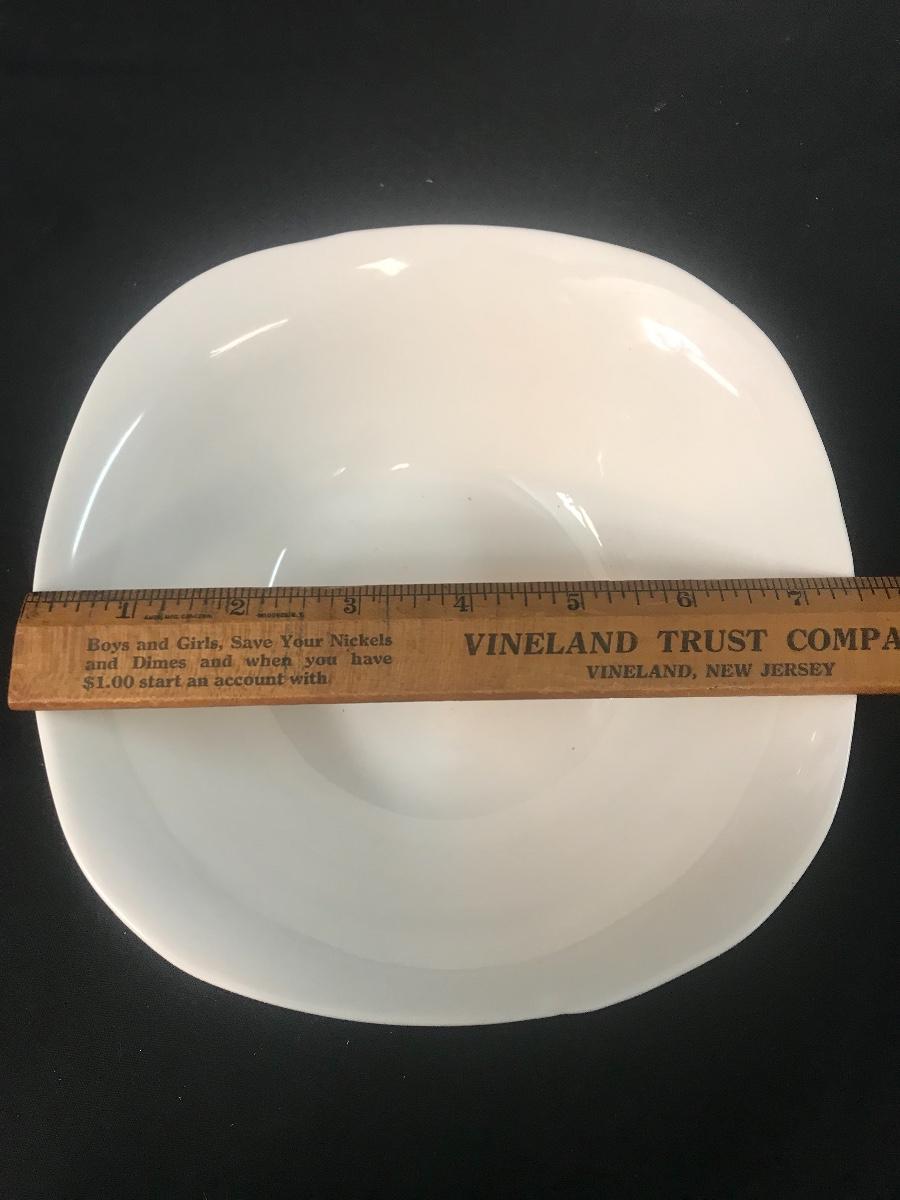 1 2 3 4 5 6 7
Boys and Girls, Save Your Nickels
and Dimes and when you have
$1.00 start an account with
VINELAND TRUST COMPA
VINELAND, NEW JERSEY